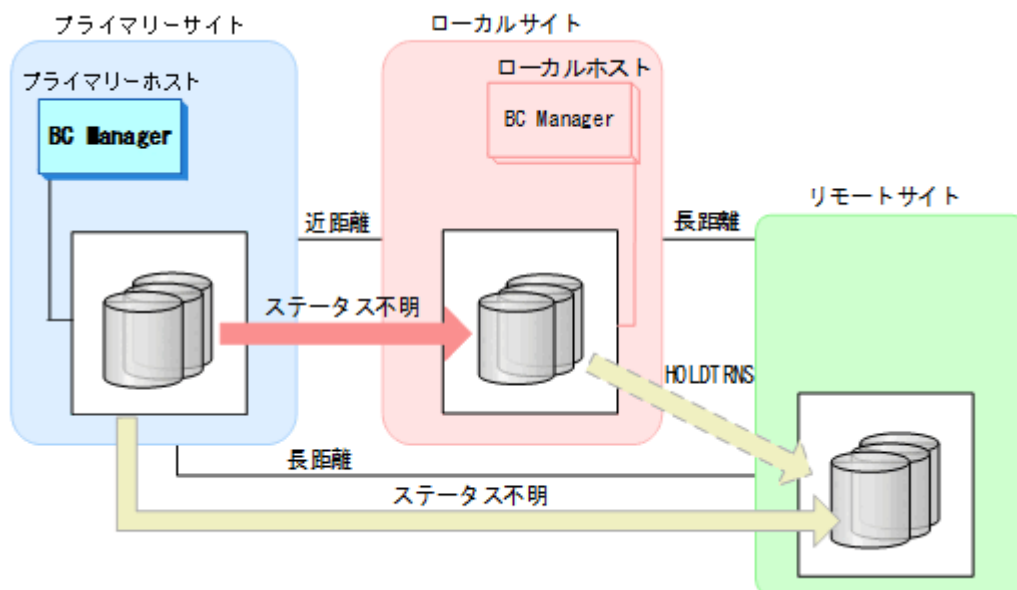 プライマリーサイト
ローカルサイト
プライマリーホスト
ローカルホスト
BC Manager
BC Manager
リモートサイト
近距離
長距離
ステータス不明
HOLDTRNS
長距離
ステータス不明